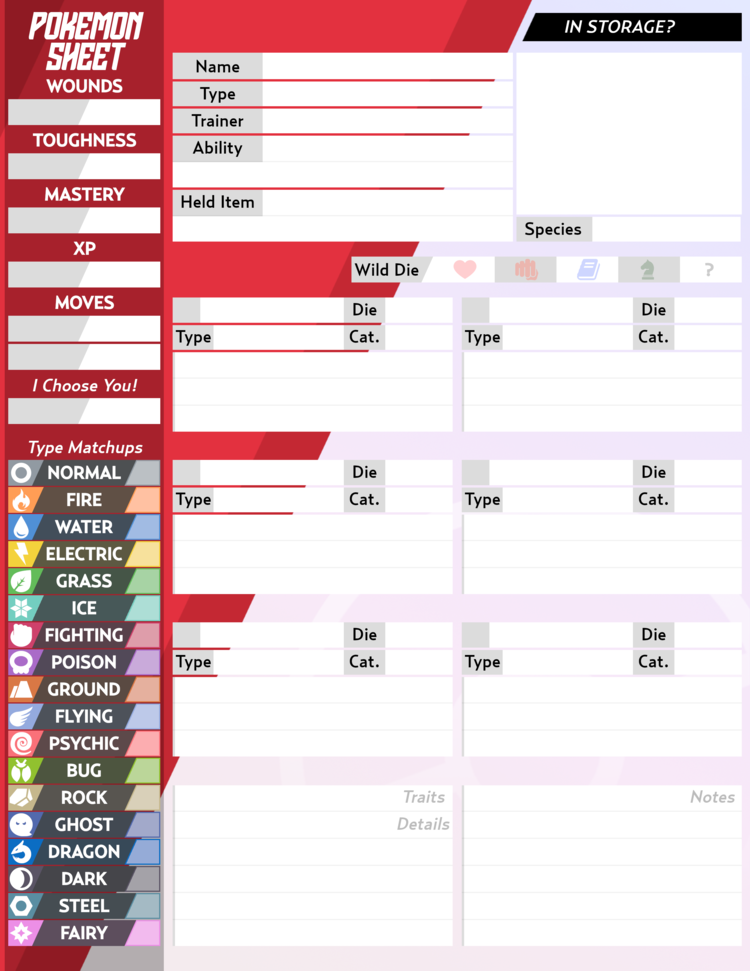 POKEMON
SHEET
WOUNDS
TOUGHNESS
MASTERY
XP
MOVES
I Choose You!
Type Matchups
NORMAL
FIRE
WATER
ELECTRIC
GRASS
ICE
FIGHTING
POISON
GROUND
FLYING
PSYCHIC
BUG
ROCK
GHOST
DRAGON
DARK
STEEL
FAIRY
IN STORAGE?
Name
Type
Trainer
Ability
Held Item
Species
Wild Die ?
Die
Type Cat.
Die
Type Cat.
Die
Type Cat.
Die
Type Cat.
Die
Type Cat.
Die
Type Cat.
Traits
Details
Notes